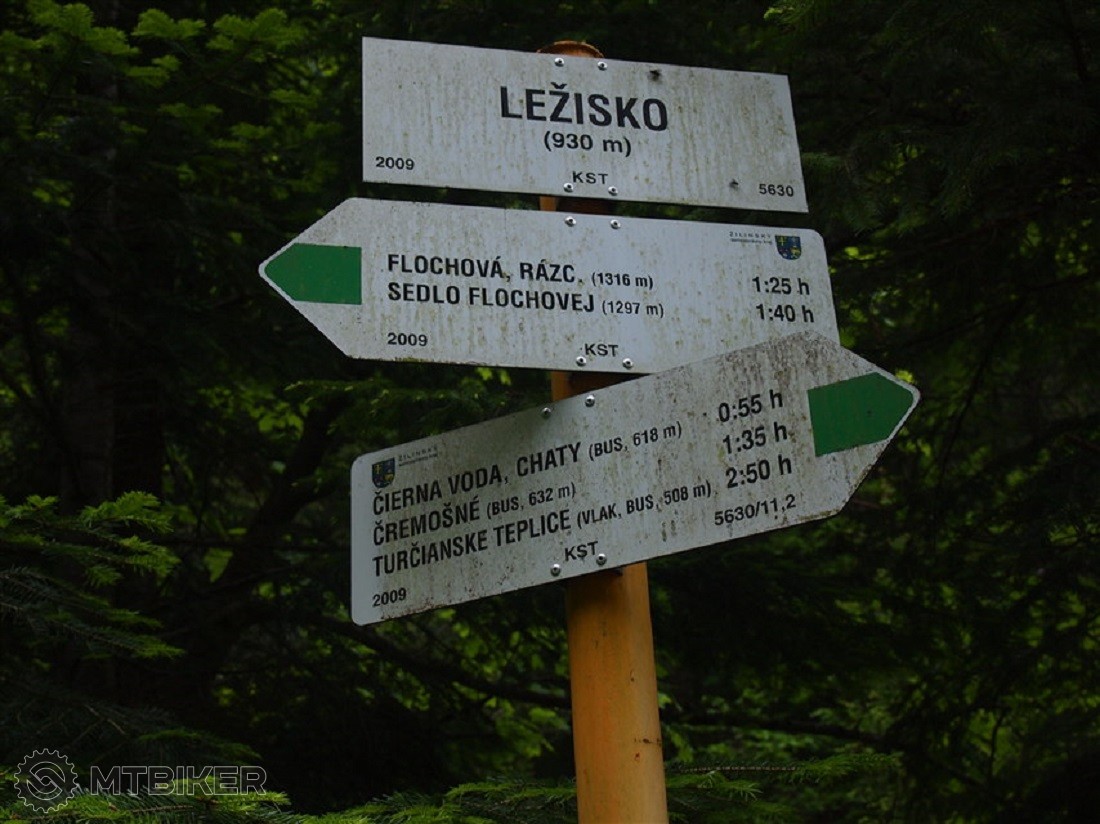 LEŽISKO
(930 m)
2009
KST
5630
ŽILINSKÝ
FLOCHOVÁ, RÁZC. (1316 m) 1:25 h
SEDLO FLOCHOVEJ (1297 m) 1:40 h
2009
KST
ŽILINSKÝ
ČIERNA VODA, CHATY (BUS, 618 m) 0:55 h
ČREMOŠNÉ (BUS, 632 m) 1:35 h
TURČIANSKE TEPLICE (VLAK, BUS, 508 m) 2:50 h
2009
KST
5630/11,2
MTBIKER